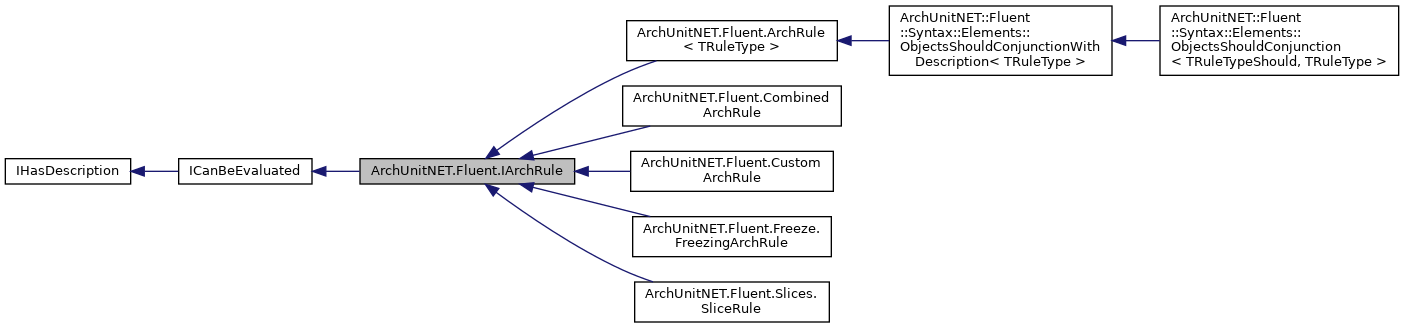 IHasDescription
ICanBeEvaluated
ArchUnitNET.Fluent.IArchRule
ArchUnitNET.Fluent.ArchRule
< TRuleType >
ArchUnitNET::Fluent
::Syntax::Elements::
ObjectsShouldConjunctionWith
Description< TRuleType >
ArchUnitNET::Fluent
::Syntax::Elements::
ObjectsShouldConjunction
< TRuleTypeShould, TRuleType >
ArchUnitNET.Fluent.Combined
ArchRule
ArchUnitNET.Fluent.Custom
ArchRule
ArchUnitNET.Fluent.Freeze.
FreezingArchRule
ArchUnitNET.Fluent.Slices.
SliceRule